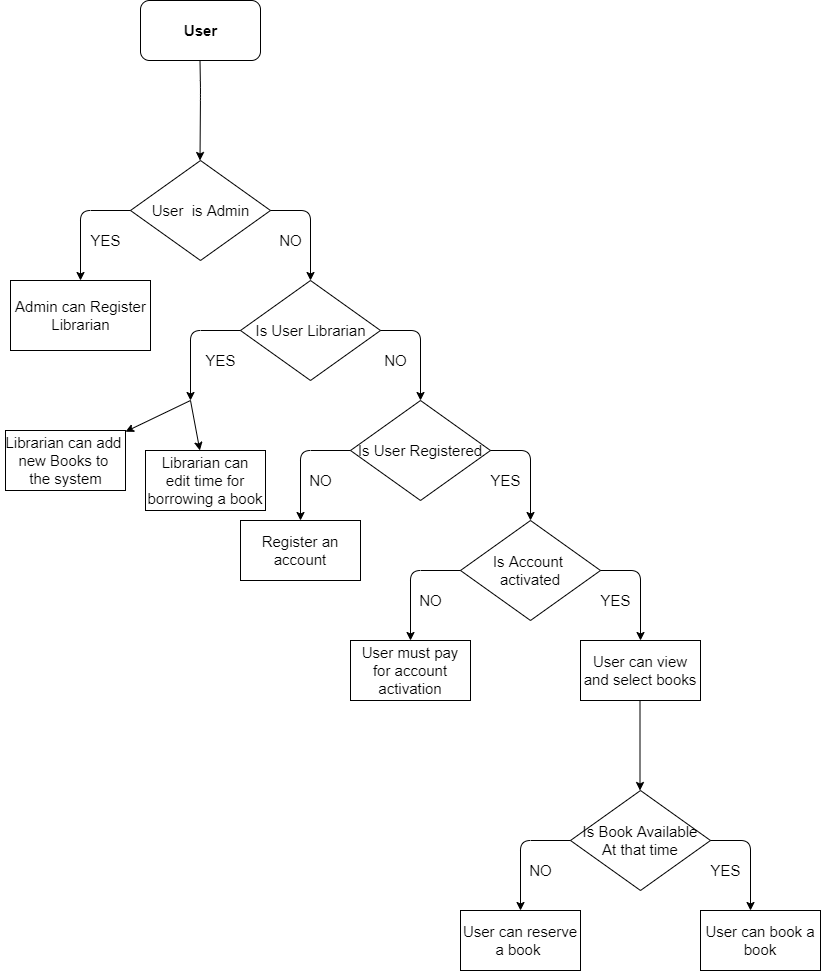 User
User is Admin
YES
NO
Admin can Register
Librarian
Is User Librarian
YES
NO
Librarian can add
new Books to
the system
Librarian can
edit time for
borrowing a book
Is User Registered
NO
YES
Register an
account
Is Account
activated
NO
YES
User must pay
for account
activation
User can view
and select books
Is Book Available
At that time
NO
YES
User can reserve
a book
User can book a
book